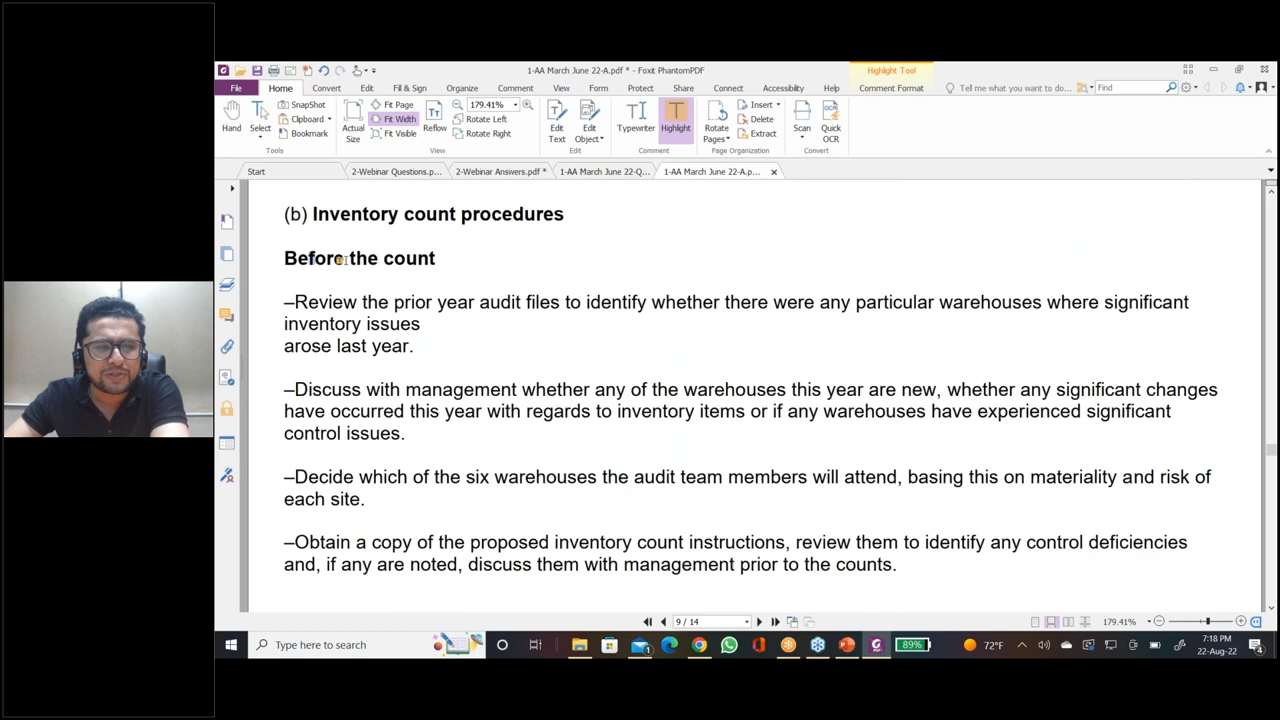 1-AA March June 22-A.pdf * - Foxit PhantomPDF
Highlight Tool
File Home Convert Edit Fill & Sign Organize Comment View Form Protect Share Connect Accessibility Help Comment Format Tell me what you want to do... Find
Hand
Select
SnapShot
Clipboard
Bookmark
Tools
Actual Size
Fit Page
Fit Width
Fit Visible
Reflow
179.41%
Rotate Left
Rotate Right
View
Edit Text
Edit Object
Edit
Typewriter
Highlight
Comment
Rotate Pages
Insert
Delete
Extract
Page Organization
Scan
Quick OCR
Convert
Start 2-Webinar Questions.p... 2-Webinar Answers.pdf * 1-AA March June 22-Q... 1-AA March June 22-A.p...
(b) Inventory count procedures
Before the count
–Review the prior year audit files to identify whether there were any particular warehouses where significant
inventory issues
arose last year.
–Discuss with management whether any of the warehouses this year are new, whether any significant changes
have occurred this year with regards to inventory items or if any warehouses have experienced significant
control issues.
–Decide which of the six warehouses the audit team members will attend, basing this on materiality and risk of
each site.
–Obtain a copy of the proposed inventory count instructions, review them to identify any control deficiencies
and, if any are noted, discuss them with management prior to the counts.
9 / 14
179.41%
Type here to search
89%
72°F
7:18 PM
22-Aug-22